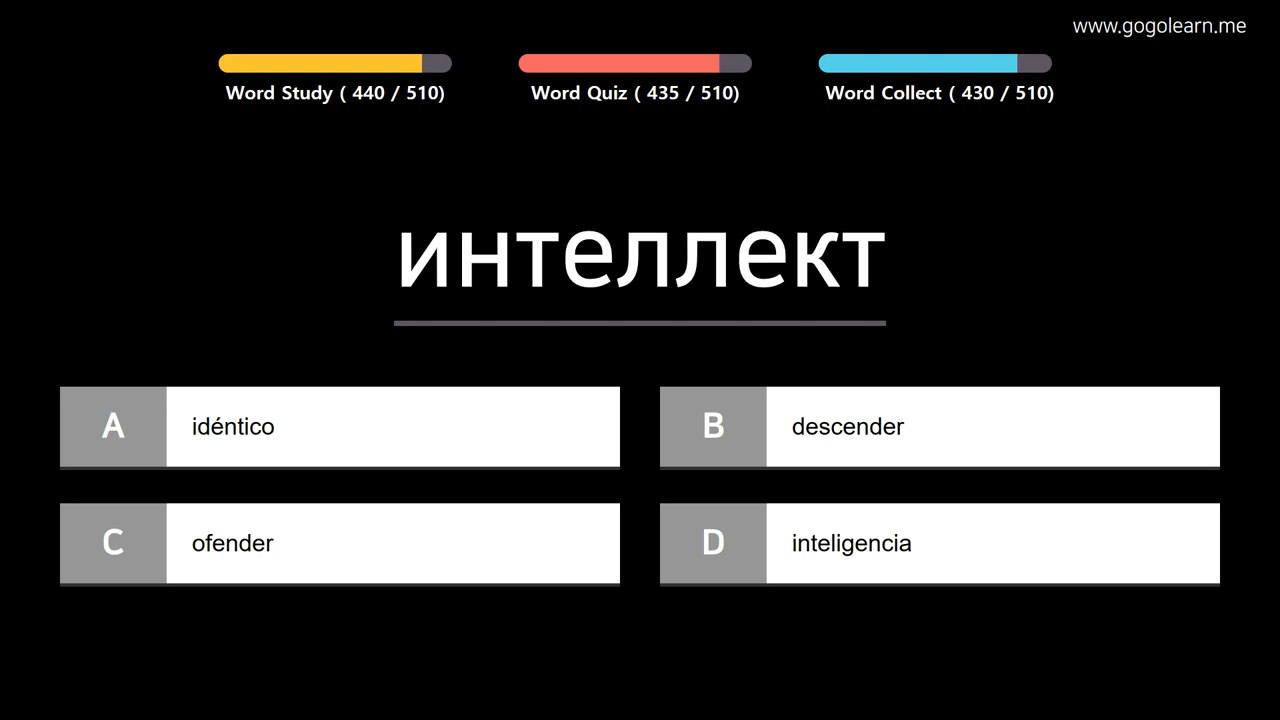 www.gogolearn.me
Word Study ( 440 / 510)
Word Quiz ( 435 / 510)
Word Collect ( 430 / 510)
интеллект
A idéntico
B descender
C ofender
D inteligencia